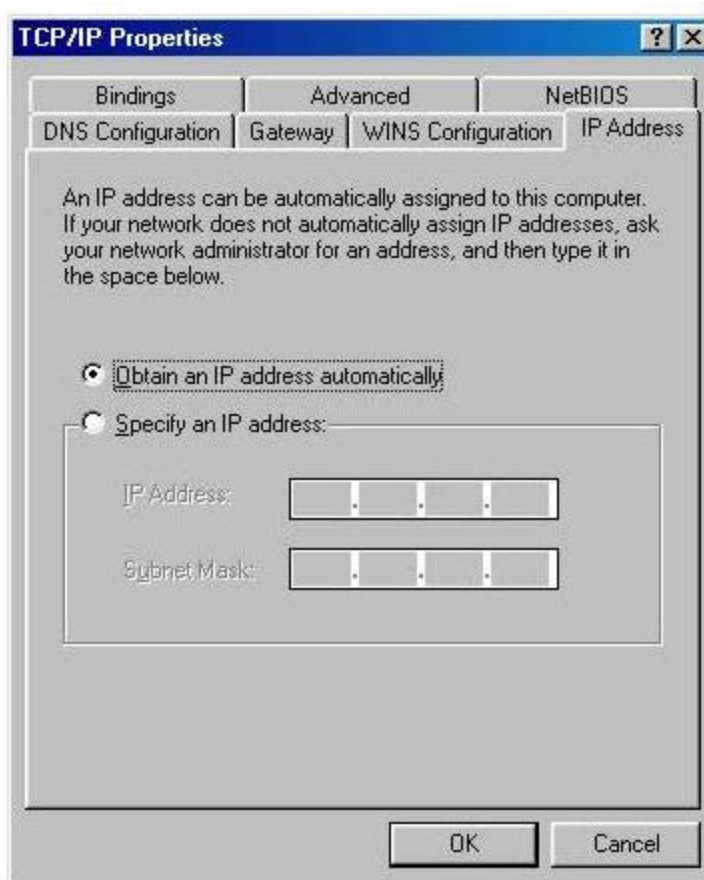 TCP/IP Properties
Bindings
Advanced
NetBIOS
DNS Configuration
Gateway
WINS Configuration
IP Address
An IP address can be automatically assigned to this computer.
If your network does not automatically assign IP addresses, ask
your network administrator for an address, and then type it in
the space below.
Obtain an IP address automatically
Specify an IP address:
IP Address:
. . .
Subnet Mask:
. . .
OK
Cancel